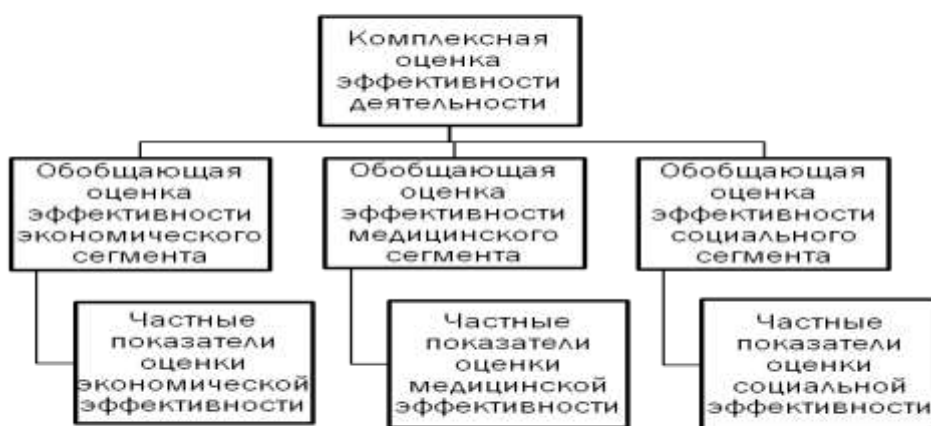 Комплексная
оценка
эффективности
деятельности
Обобщающая
оценка
эффективности
экономического
сегмента
Обобщающая
оценка
эффективности
медицинского
сегмента
Обобщающая
оценка
эффективности
социального
сегмента
Частные
показатели
оценки
экономической
эффективности
Частные
показатели
оценки
медицинской
эффективности
Частные
показатели
оценки
социальной
эффективности